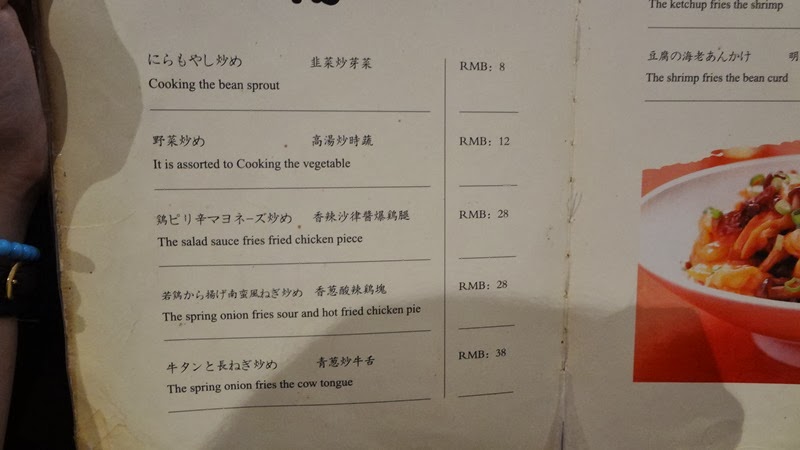 にらもやし炒め 韭菜炒芽菜 RMB: 8
Cooking the bean sprout
野菜炒め 高湯炒時蔬 RMB: 12
It is assorted to Cooking the vegetable
鶏ピリ辛マヨネーズ炒め 香辣沙律醬爆鶏腿 RMB: 28
The salad sauce fries fried chicken piece
若鶏から揚げ南蛮風ねぎ炒め 香葱酸辣鶏塊 RMB: 28
The spring onion fries sour and hot fried chicken pie
牛タンと長ねぎ炒め 青葱炒牛舌 RMB: 38
The spring onion fries the cow tongue
The ketchup fries the shrimp
豆腐の海老あんかけ 明
The shrimp fries the bean curd